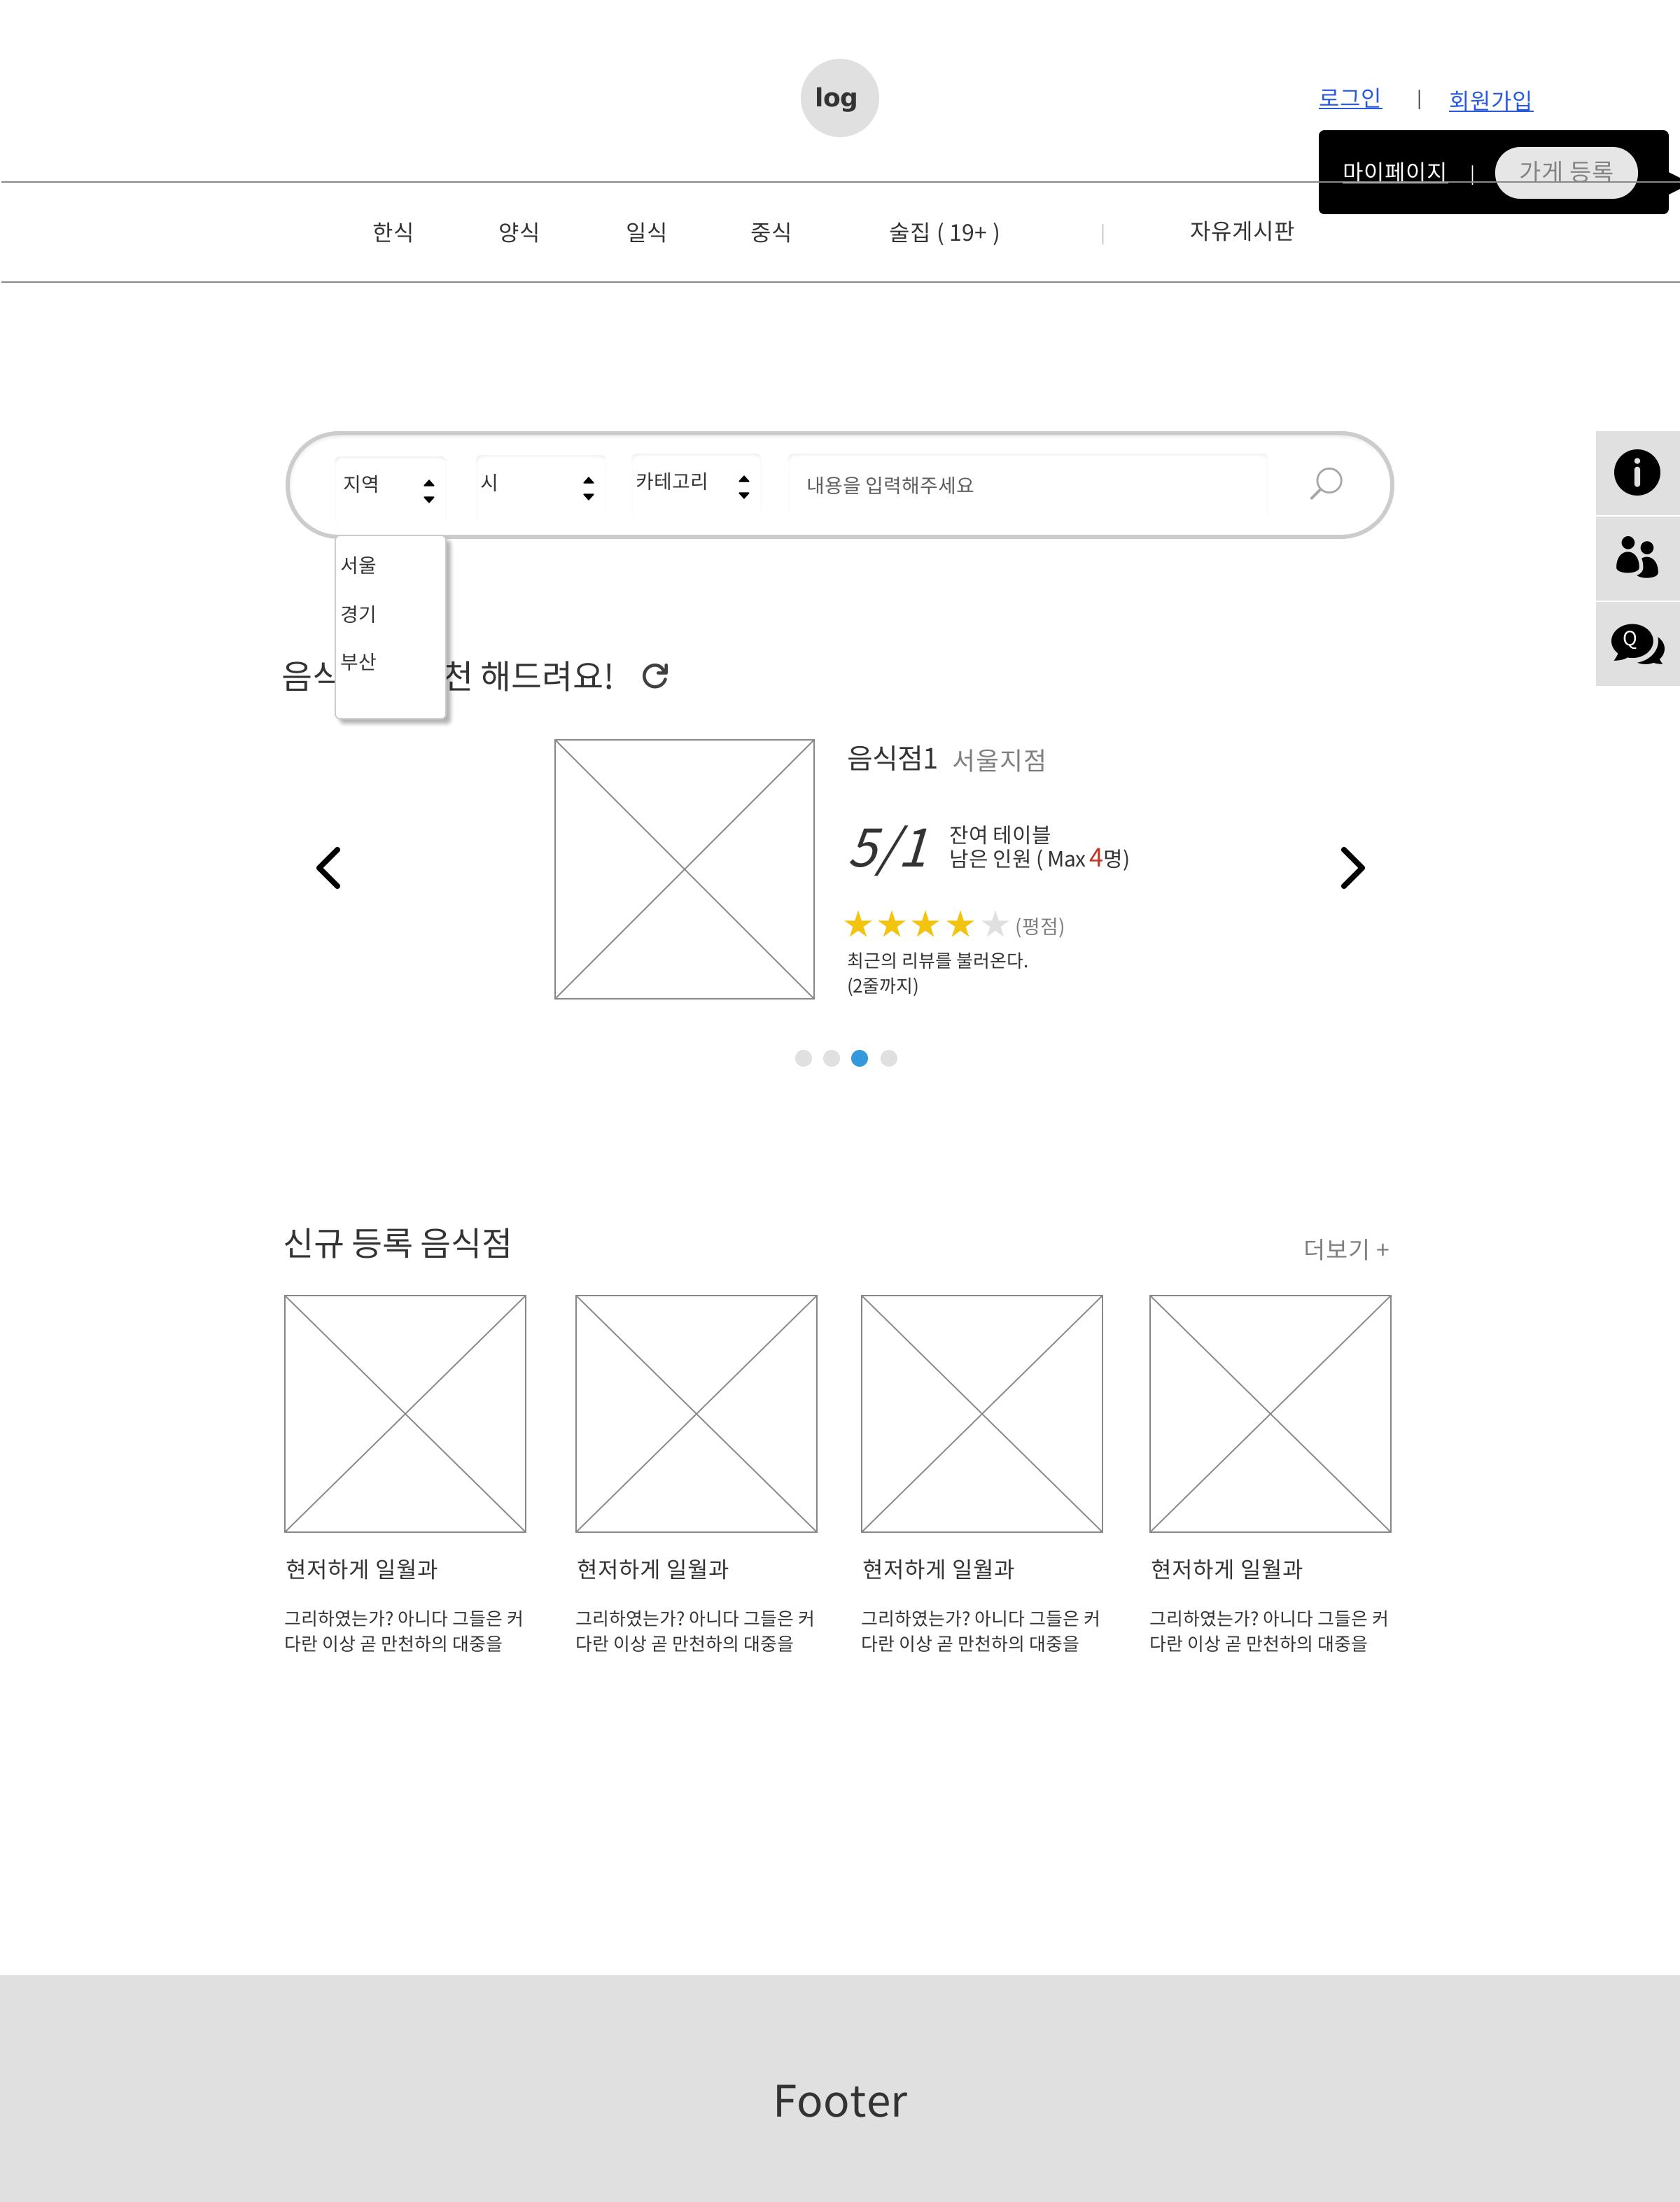 log
로그인 | 회원가입
마이페이지 | 가게 등록
한식 양식 일식 중식 술집 ( 19+ ) | 자유게시판
지역 시 카테고리 내용을 입력해주세요
서울
경기
부산
천 해드려요!
Q
음식점1 서울지점
5/1 잔여 테이블
남은 인원 ( Max 4명)
(평점)
최근의 리뷰를 불러온다.
(2줄까지)
신규 등록 음식점 더보기 +
현저하게 일월과 현저하게 일월과 현저하게 일월과 현저하게 일월과
그리하였는가? 아니다 그들은 커 그리하였는가? 아니다 그들은 커 그리하였는가? 아니다 그들은 커 그리하였는가? 아니다 그들은 커
다란 이상 곧 만천하의 대중을 다란 이상 곧 만천하의 대중을 다란 이상 곧 만천하의 대중을 다란 이상 곧 만천하의 대중을
Footer